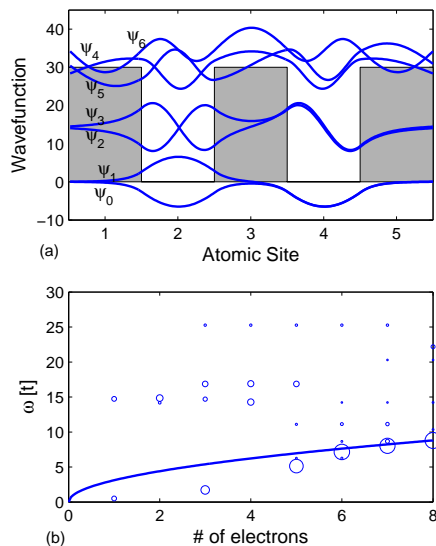 40
30
20
10
0
−10
Wavefunction
ψ4
ψ6
ψ5
ψ3
ψ2
ψ1
ψ0
1 2 3 4 5
(a) Atomic Site
30
25
20
15
10
5
0
ω [t]
0 2 4 6 8
(b) # of electrons